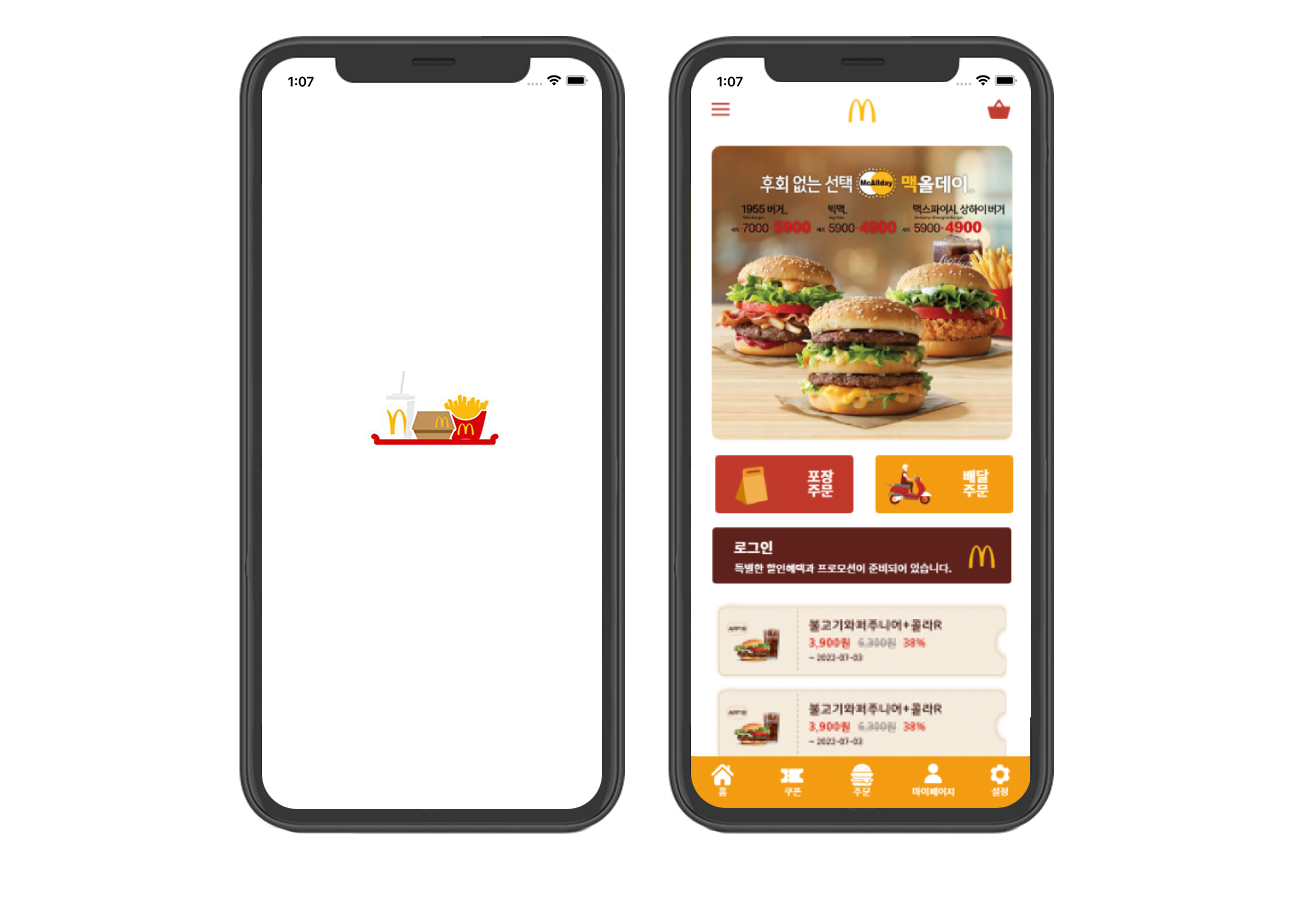 1:07
1:07
후회 없는 선택 McAllday 맥올데이
1955 버거 빅맥 맥스파이시 상하이 버거
7000 5900 5900 4900 5900 4900
포장
주문
배달
주문
로그인
특별한 할인혜택과 프로모션이 준비되어 있습니다.
불고기와퍼주니어+콜라R
3,900원 6,300원 38%
~ 2022-07-03
불고기와퍼주니어+콜라R
3,900원 6,300원 38%
~ 2022-07-03
홈 쿠폰 주문 마이페이지 설정